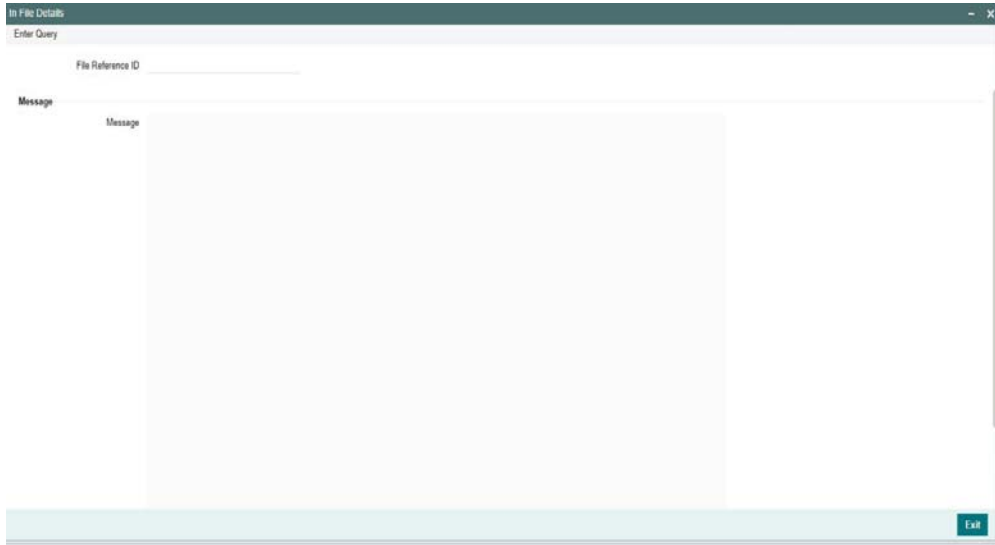 In File Details
Enter Query
File Reference ID
Message
Message
Exit